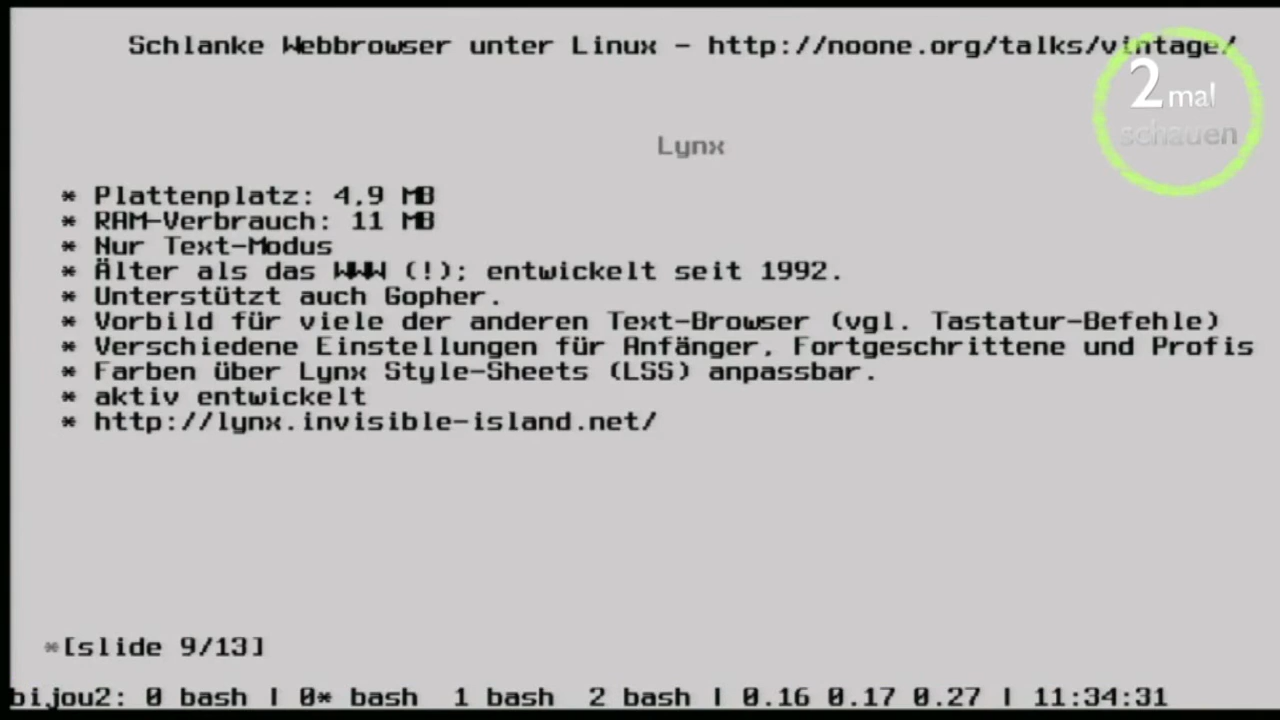 Schlanke Webbrowser unter Linux - http://noone.org/talks/vintage/
2mal
schauen
Lynx
* Plattenplatz: 4,9 MB
* RAM-Verbrauch: 11 MB
* Nur Text-Modus
* Älter als das WWW (!); entwickelt seit 1992.
* Unterstützt auch Gopher.
* Vorbild für viele der anderen Text-Browser (vgl. Tastatur-Befehle)
* Verschiedene Einstellungen für Anfänger, Fortgeschrittene und Profis
* Farben über Lynx Style-Sheets (LSS) anpassbar.
* aktiv entwickelt
* http://lynx.invisible-island.net/
*[slide 9/13]
bijou2: 0 bash | 0* bash 1 bash 2 bash | 0.16 0.17 0.27 | 11:34:31